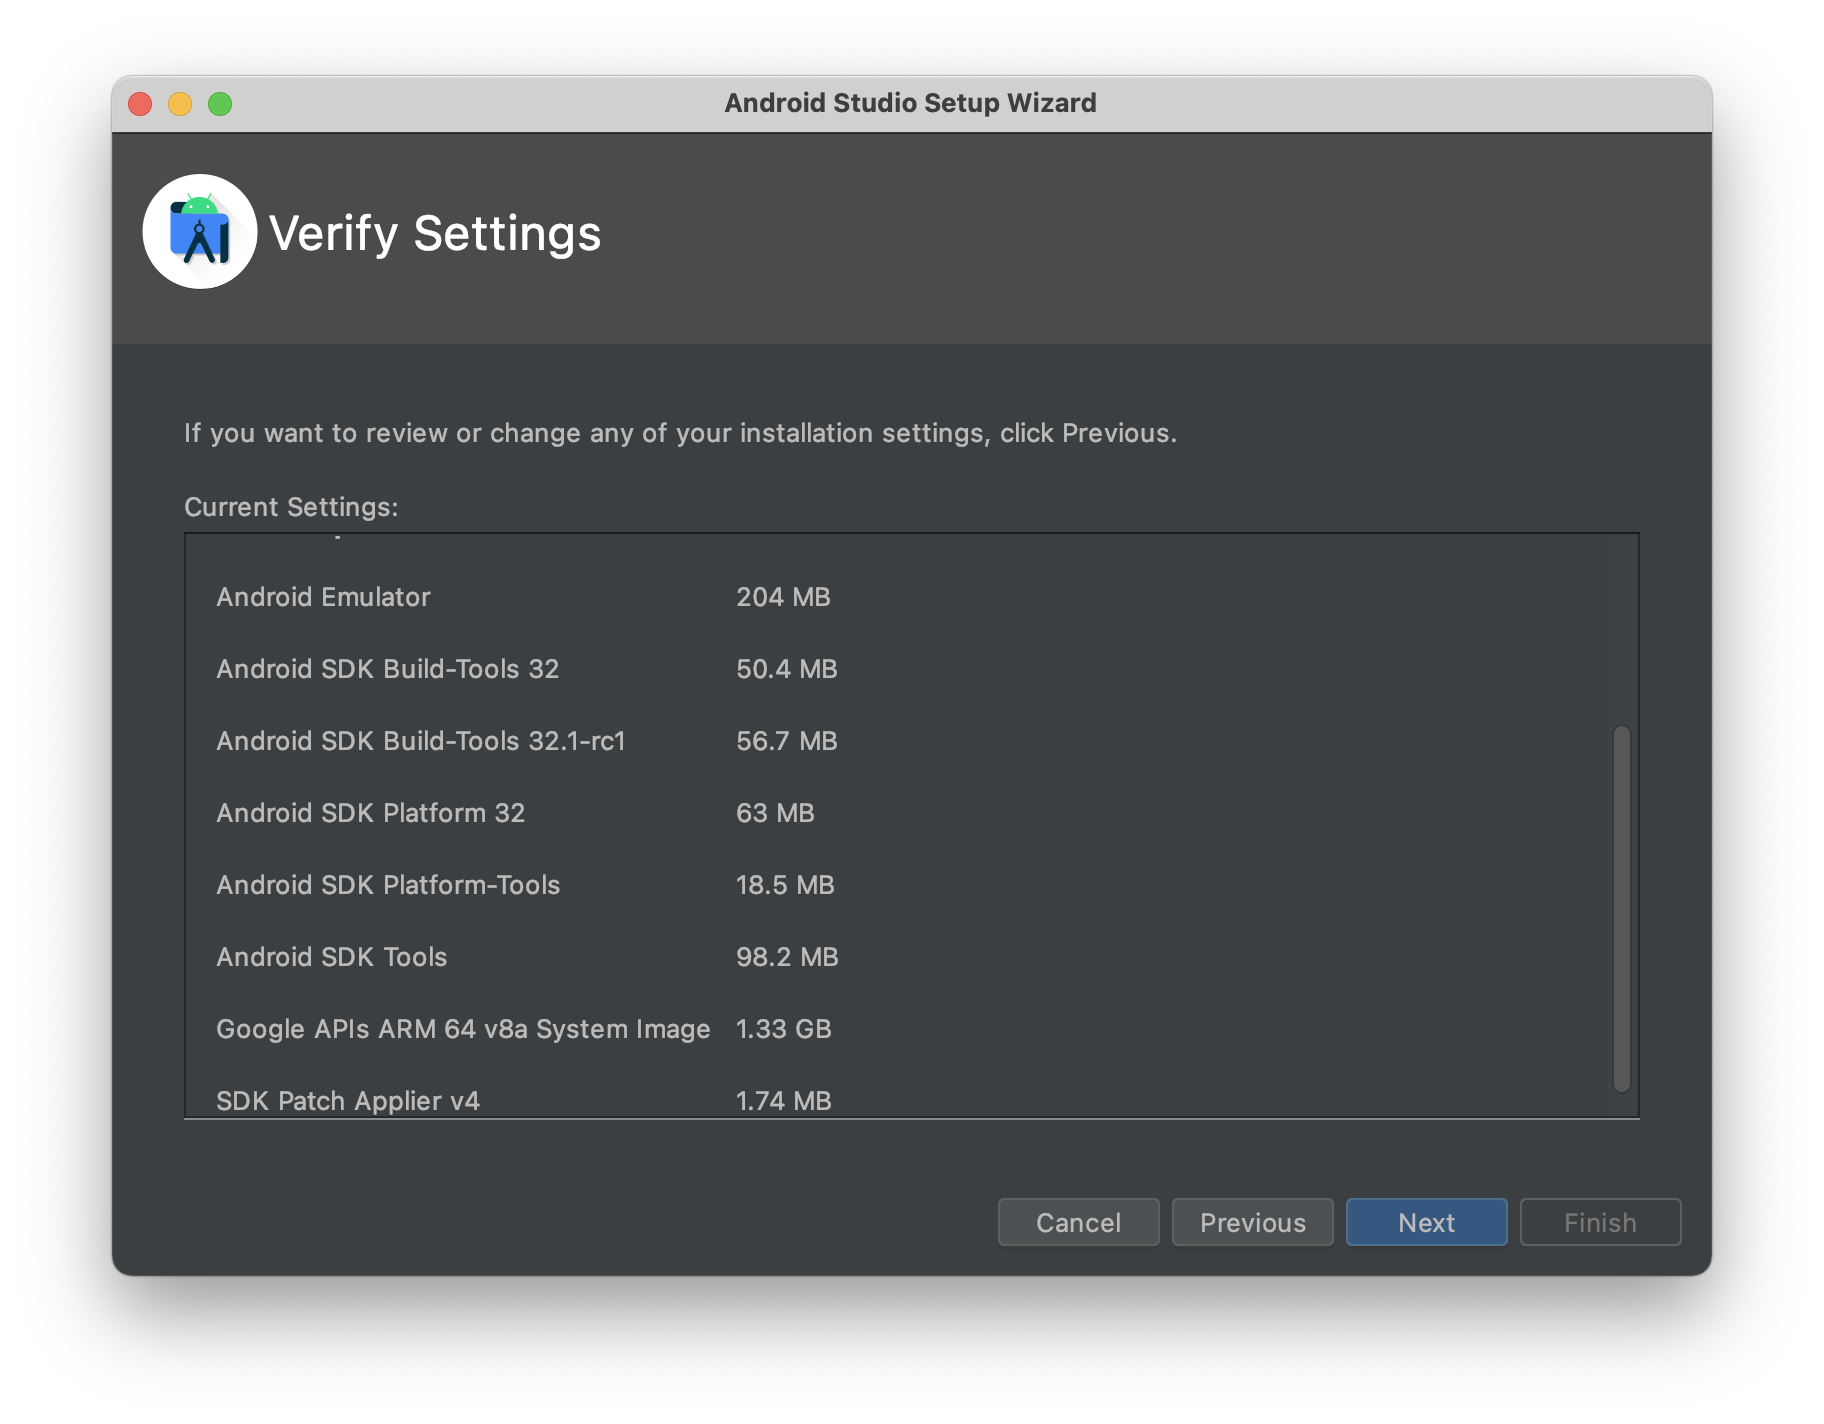 Android Studio Setup Wizard
Verify Settings
If you want to review or change any of your installation settings, click Previous.
Current Settings:
Android Emulator 204 MB
Android SDK Build-Tools 32 50.4 MB
Android SDK Build-Tools 32.1-rc1 56.7 MB
Android SDK Platform 32 63 MB
Android SDK Platform-Tools 18.5 MB
Android SDK Tools 98.2 MB
Google APIs ARM 64 v8a System Image 1.33 GB
SDK Patch Applier v4 1.74 MB
Cancel Previous Next Finish